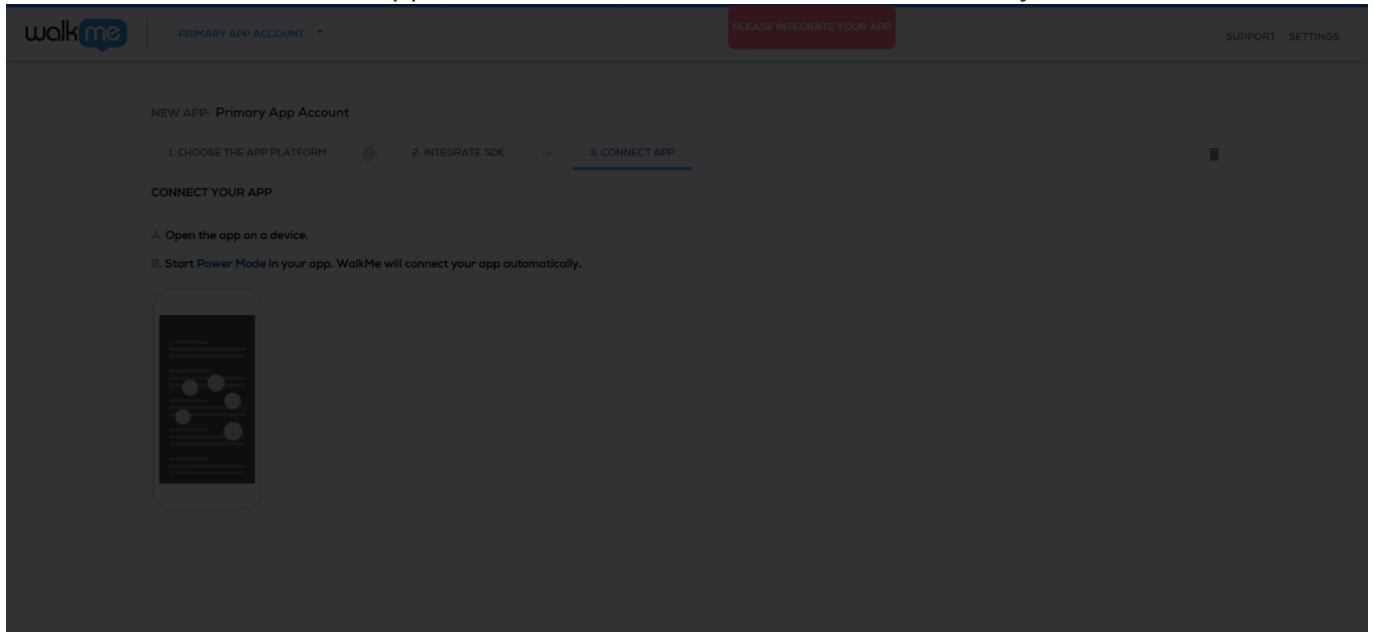 walkme
PRIMARY APP ACCOUNT
PLEASE INTEGRATE YOUR APP
SUPPORT SETTINGS
NEW APP: Primary App Account
1. CHOOSE THE APP PLATFORM 2. INTEGRATE SDK 3. CONNECT APP
CONNECT YOUR APP
A. Open the app on a device.
B. Start Power Mode in your app. WalkMe will connect your app automatically.